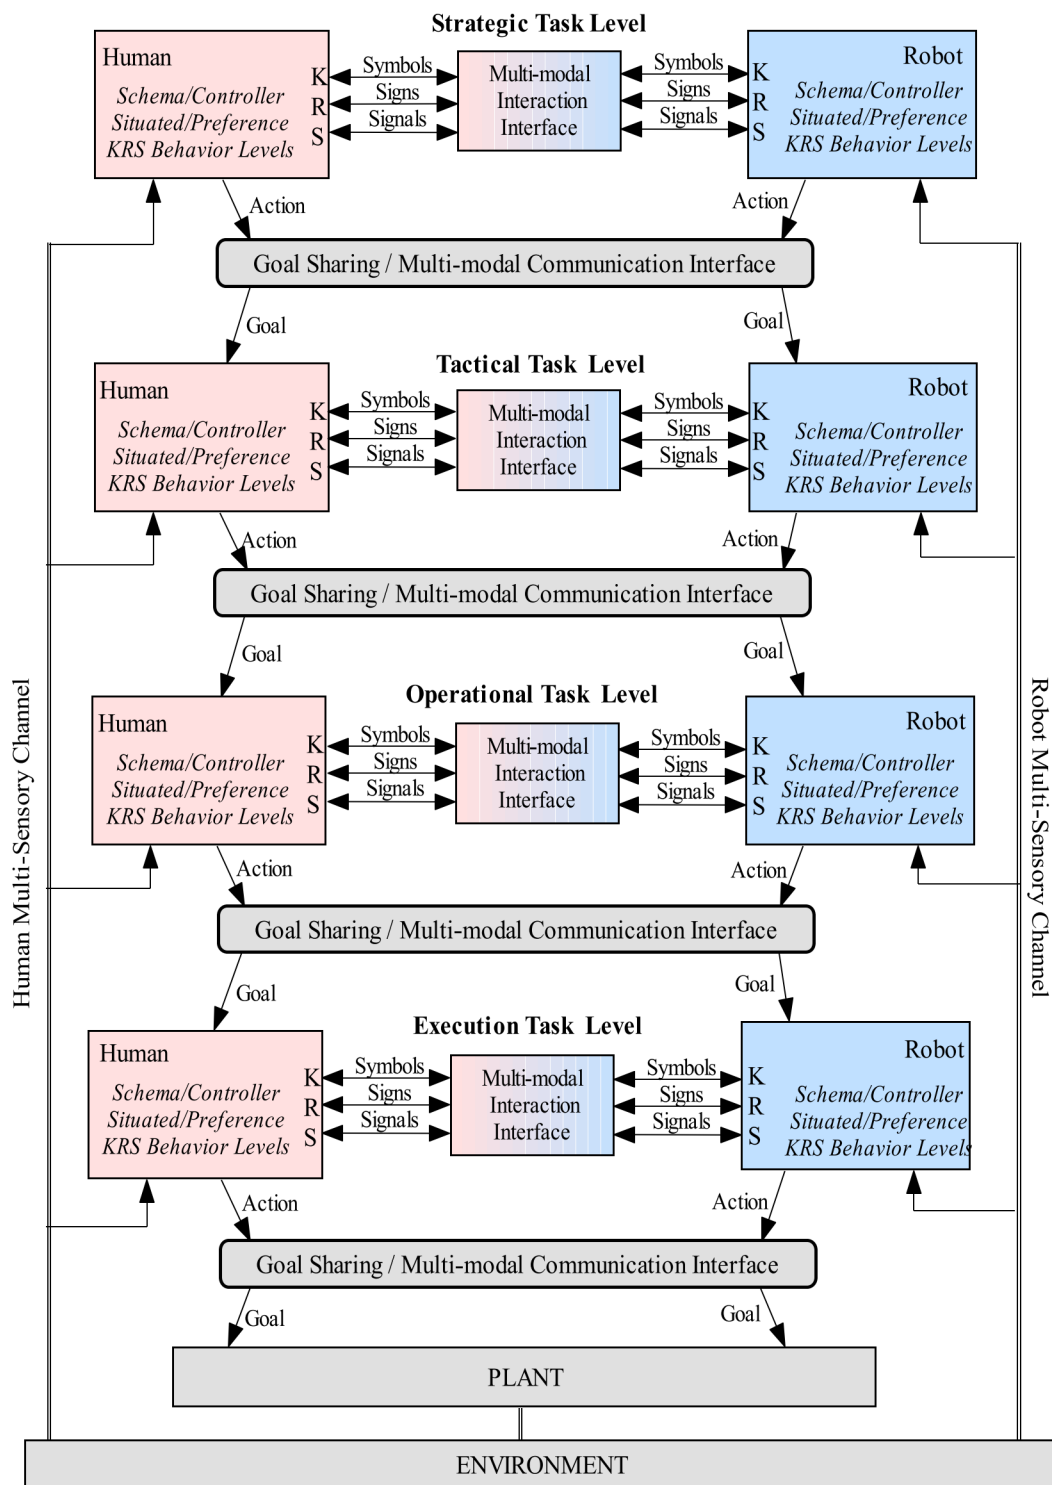 Strategic Task Level
Human
Schema/Controller
Situated/Preference
KRS Behavior Levels
K
R
S
Symbols
Signs
Signals
Multi-modal
Interaction
Interface
Symbols
Signs
Signals
K
R
S
Robot
Schema/Controller
Situated/Preference
KRS Behavior Levels
Action
Action
Goal Sharing / Multi-modal Communication Interface
Goal
Goal
Tactical Task Level
Human
Schema/Controller
Situated/Preference
KRS Behavior Levels
K
R
S
Symbols
Signs
Signals
Multi-modal
Interaction
Interface
Symbols
Signs
Signals
K
R
S
Robot
Schema/Controller
Situated/Preference
KRS Behavior Levels
Action
Action
Goal Sharing / Multi-modal Communication Interface
Goal
Goal
Operational Task Level
Human
Schema/Controller
Situated/Preference
KRS Behavior Levels
K
R
S
Symbols
Signs
Signals
Multi-modal
Interaction
Interface
Symbols
Signs
Signals
K
R
S
Robot
Schema/Controller
Situated/Preference
KRS Behavior Levels
Action
Action
Goal Sharing / Multi-modal Communication Interface
Goal
Goal
Execution Task Level
Human
Schema/Controller
Situated/Preference
KRS Behavior Levels
K
R
S
Symbols
Signs
Signals
Multi-modal
Interaction
Interface
Symbols
Signs
Signals
K
R
S
Robot
Schema/Controller
Situated/Preference
KRS Behavior Levels
Action
Action
Goal Sharing / Multi-modal Communication Interface
Goal
Goal
PLANT
ENVIRONMENT
Human Multi-Sensory Channel
Robot Multi-Sensory Channel